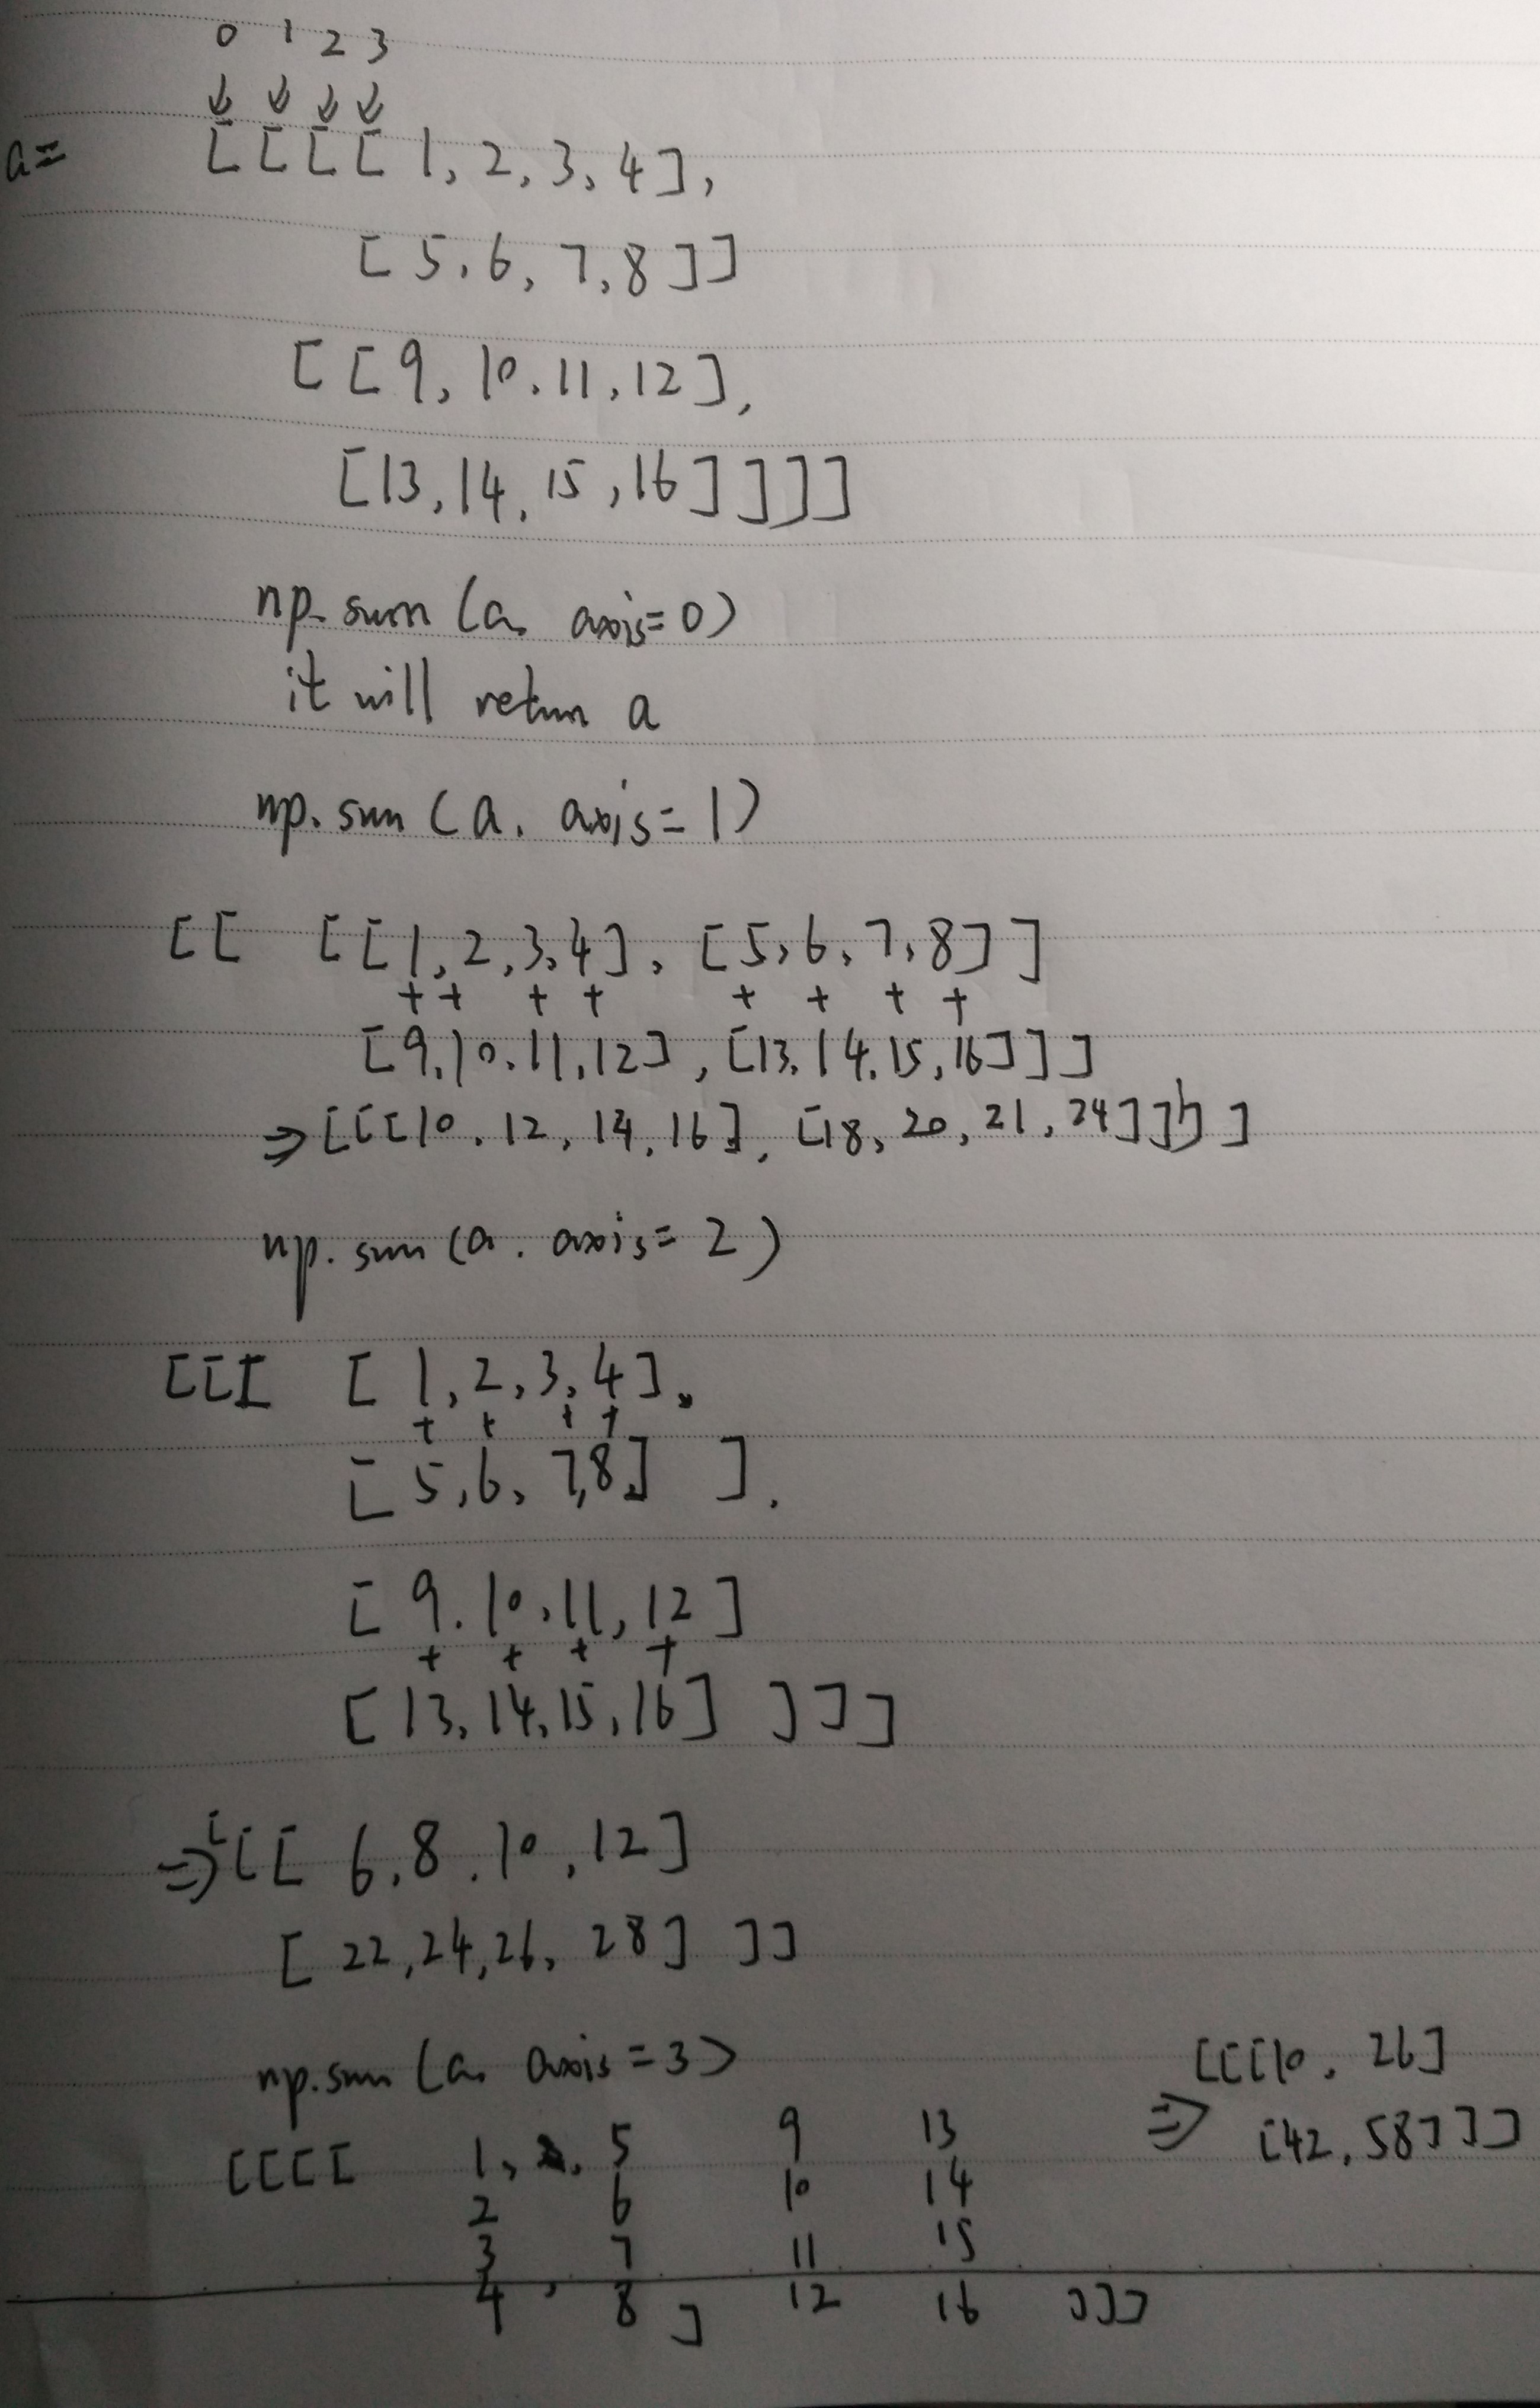 0 1 2 3
a= [[[[1, 2, 3, 4],
[5, 6, 7, 8]]
[[9, 10, 11, 12],
[13, 14, 15, 16]]]]
np.sum (a, axis=0)
it will return a
np.sum (a, axis=1)
[[ [[1, 2, 3, 4], [5, 6, 7, 8]]
+ + + + + + + +
[9, 10, 11, 12], [13, 14, 15, 16]]]
⇒ [[[[10, 12, 14, 16], [18, 20, 21, 24]]]]
np.sum (a, axis=2)
[[[ [1, 2, 3, 4],
+ + + +
[5, 6, 7, 8] ],
[9, 10, 11, 12]
+ + + +
[13, 14, 15, 16] ]]]
⇒ [[[6, 8, 10, 12]
[22, 24, 26, 28] ]]
np.sum (a, axis=3)
[[[[ 1, 5 9 13
2 6 10 14
3 7 11 15
4 , 8 ] 12 16 ]]]
[[[10, 26]
⇒ [42, 58]]]